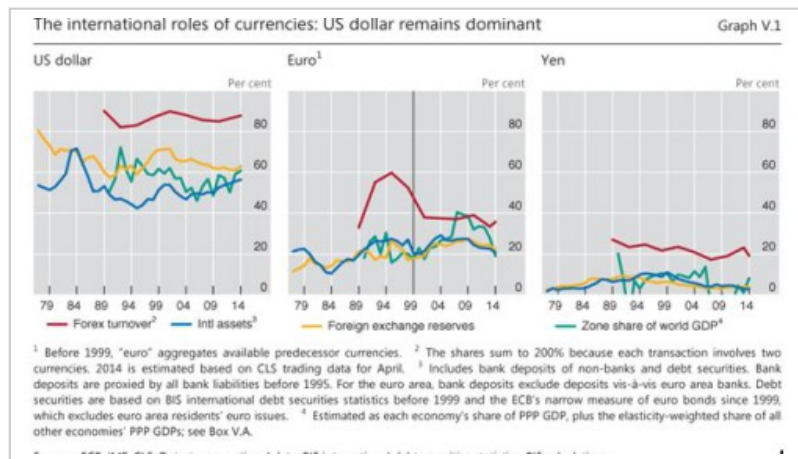 The international roles of currencies: US dollar remains dominant Graph V.1
US dollar Euro¹ Yen
Per cent Per cent Per cent
80 80 80
60 60 60
40 40 40
20 20 20
0 0 0
79 84 89 94 99 04 09 14 79 84 89 94 99 04 09 14 79 84 89 94 99 04 09 14
Forex turnover² Intl assets³ Foreign exchange reserves Zone share of world GDP⁴
¹ Before 1999, "euro" aggregates available predecessor currencies. ² The shares sum to 200% because each transaction involves two
currencies. 2014 is estimated based on CLS trading data for April. ³ Includes bank deposits of non-banks and debt securities. Bank
deposits are proxied by all bank liabilities before 1995. For the euro area, bank deposits exclude deposits vis-à-vis euro area banks. Debt
securities are based on BIS international debt securities statistics before 1999 and the ECB's narrow measure of euro bonds since 1999,
which excludes euro area residents' euro issues. ⁴ Estimated as each economy's share of PPP GDP, plus the elasticity-weighted share of all
other economies' PPP GDPs; see Box V.A.